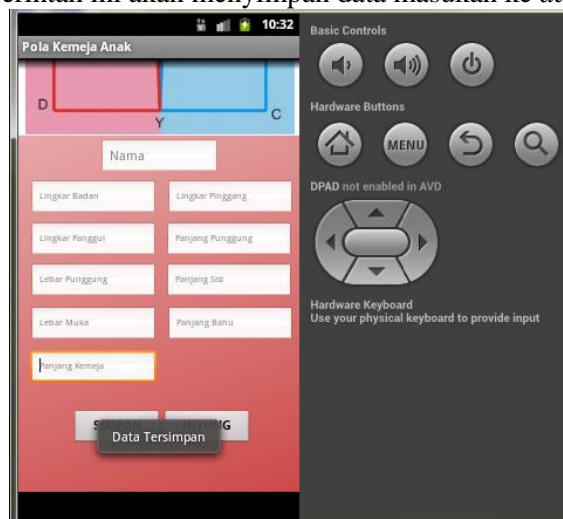 ini akan menyimpan data masukan ke
10:32
Pola Kemeja Anak
D
Y
C
Nama
Lingkar Badan
Lingkar Pinggang
Lingkar Panggul
Panjang Punggung
Lebar Punggung
Panjang Sisi
Lebar Muka
Panjang Bahu
Panjang Kemeja
Data Tersimpan
Basic Controls
Hardware Buttons
MENU
DPAD not enabled in AVD
Hardware Keyboard
Use your physical keyboard to provide input